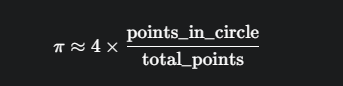 π ≈ 4 × points_in_circle / total_points